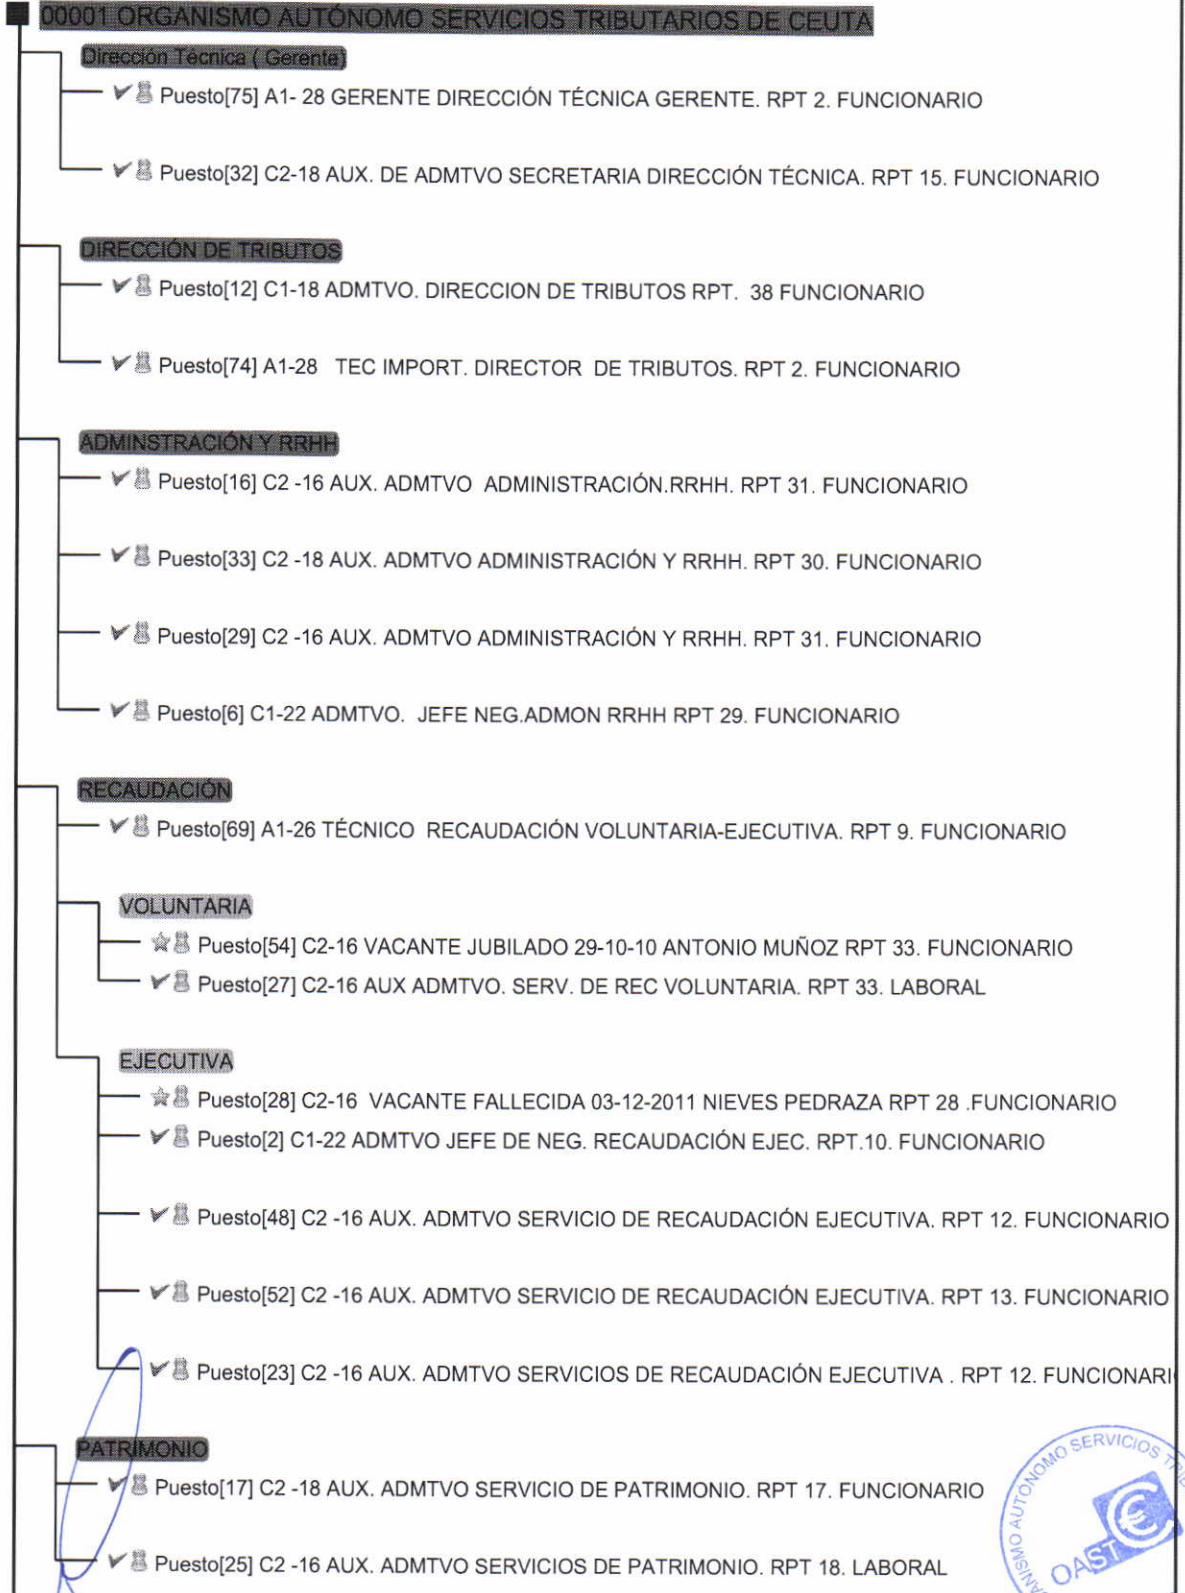 00001 ORGANISMO AUTÓNOMO SERVICIOS TRIBUTARIOS DE CEUTA
Dirección Técnica ( Gerente)
Puesto[75] A1- 28 GERENTE DIRECCIÓN TÉCNICA GERENTE. RPT 2. FUNCIONARIO
Puesto[32] C2-18 AUX. DE ADMTVO SECRETARIA DIRECCIÓN TÉCNICA. RPT 15. FUNCIONARIO
DIRECCIÓN DE TRIBUTOS
Puesto[12] C1-18 ADMTVO. DIRECCION DE TRIBUTOS RPT. 38 FUNCIONARIO
Puesto[74] A1-28 TEC IMPORT. DIRECTOR DE TRIBUTOS. RPT 2. FUNCIONARIO
ADMINSTRACIÓN Y RRHH
Puesto[16] C2 -16 AUX. ADMTVO ADMINISTRACIÓN.RRHH. RPT 31. FUNCIONARIO
Puesto[33] C2 -18 AUX. ADMTVO ADMINISTRACIÓN Y RRHH. RPT 30. FUNCIONARIO
Puesto[29] C2 -16 AUX. ADMTVO ADMINISTRACIÓN Y RRHH. RPT 31. FUNCIONARIO
Puesto[6] C1-22 ADMTVO. JEFE NEG.ADMON RRHH RPT 29. FUNCIONARIO
RECAUDACIÓN
Puesto[69] A1-26 TÉCNICO RECAUDACIÓN VOLUNTARIA-EJECUTIVA. RPT 9. FUNCIONARIO
VOLUNTARIA
Puesto[54] C2-16 VACANTE JUBILADO 29-10-10 ANTONIO MUÑOZ RPT 33. FUNCIONARIO
Puesto[27] C2-16 AUX ADMTVO. SERV. DE REC VOLUNTARIA. RPT 33. LABORAL
EJECUTIVA
Puesto[28] C2-16 VACANTE FALLECIDA 03-12-2011 NIEVES PEDRAZA RPT 28 .FUNCIONARIO
Puesto[2] C1-22 ADMTVO JEFE DE NEG. RECAUDACIÓN EJEC. RPT.10. FUNCIONARIO
Puesto[48] C2 -16 AUX. ADMTVO SERVICIO DE RECAUDACIÓN EJECUTIVA. RPT 12. FUNCIONARIO
Puesto[52] C2 -16 AUX. ADMTVO SERVICIO DE RECAUDACIÓN EJECUTIVA. RPT 13. FUNCIONARIO
Puesto[23] C2 -16 AUX. ADMTVO SERVICIOS DE RECAUDACIÓN EJECUTIVA . RPT 12. FUNCIONARI
PATRIMONIO
Puesto[17] C2 -18 AUX. ADMTVO SERVICIO DE PATRIMONIO. RPT 17. FUNCIONARIO
Puesto[25] C2 -16 AUX. ADMTVO SERVICIOS DE PATRIMONIO. RPT 18. LABORAL
ANISMO AUTÓNOMO SERVICIOS
OAST